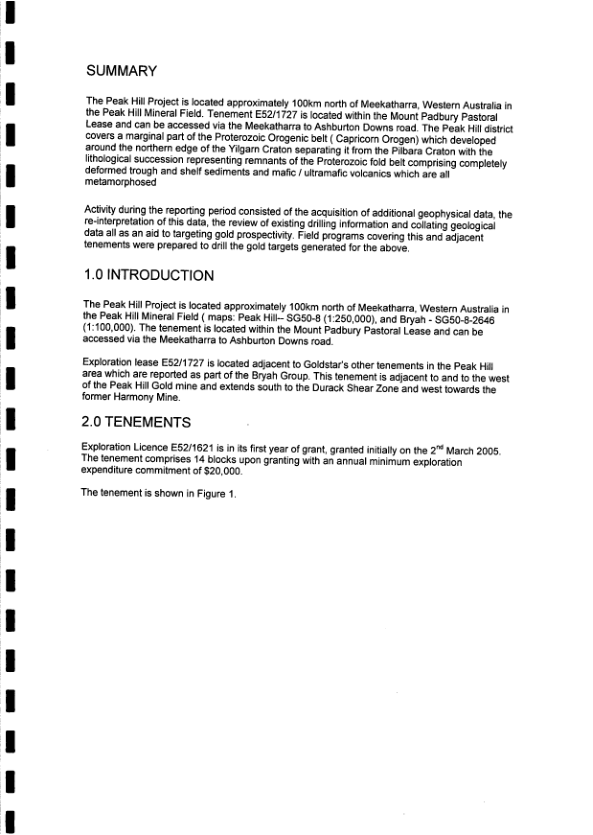 SUMMARY
The Peak Hill Project is located approximately 100km north of Meekatharra, Western Australia in
the Peak Hill Mineral Field. Tenement E52/1727 is located within the Mount Padbury Pastoral
Lease and can be accessed via the Meekatharra to Ashburton Downs road. The Peak Hill district
covers a marginal part of the Proterozoic Orogenic belt ( Capricorn Orogen) which developed
around the northern edge of the Yilgarn Craton separating it from the Pilbara Craton with the
lithological succession representing remnants of the Proterozoic fold belt comprising completely
deformed trough and shelf sediments and mafic / ultramafic volcanics which are all
metamorphosed
Activity during the reporting period consisted of the acquisition of additional geophysical data, the
re-interpretation of this data, the review of existing drilling information and collating geological
data all as an aid to targeting gold prospectivity. Field programs covering this and adjacent
tenements were prepared to drill the gold targets generated for the above.
1.0 INTRODUCTION
The Peak Hill Project is located approximately 100km north of Meekatharra, Western Australia in
the Peak Hill Mineral Field ( maps: Peak Hill-- SG50-8 (1:250,000), and Bryah - SG50-8-2646
(1:100,000). The tenement is located within the Mount Padbury Pastoral Lease and can be
accessed via the Meekatharra to Ashburton Downs road.
Exploration lease E52/1727 is located adjacent to Goldstar's other tenements in the Peak Hill
area which are reported as part of the Bryah Group. This tenement is adjacent to and to the west
of the Peak Hill Gold mine and extends south to the Durack Shear Zone and west towards the
former Harmony Mine.
2.0 TENEMENTS
Exploration Licence E52/1621 is in its first year of grant, granted initially on the 2nd March 2005.
The tenement comprises 14 blocks upon granting with an annual minimum exploration
expenditure commitment of $20,000.
The tenement is shown in Figure 1.